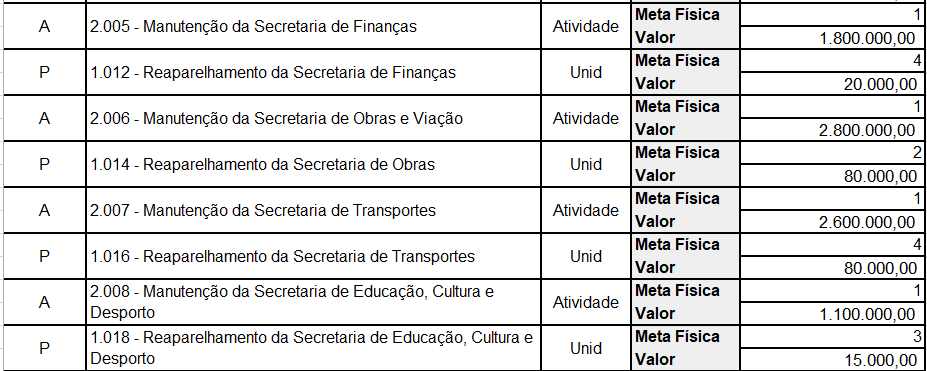 A
2.005 - Manutenção da Secretaria de Finanças
Atividade
Meta Física
1
Valor
1.800.000,00
P
1.012 - Reaparelhamento da Secretaria de Finanças
Unid
Meta Física
4
Valor
20.000,00
A
2.006 - Manutenção da Secretaria de Obras e Viação
Atividade
Meta Física
1
Valor
2.800.000,00
P
1.014 - Reaparelhamento da Secretaria de Obras
Unid
Meta Física
2
Valor
80.000,00
A
2.007 - Manutenção da Secretaria de Transportes
Atividade
Meta Física
1
Valor
2.600.000,00
P
1.016 - Reaparelhamento da Secretaria de Transportes
Unid
Meta Física
4
Valor
80.000,00
A
2.008 - Manutenção da Secretaria de Educação, Cultura e
Desporto
Atividade
Meta Física
1
Valor
1.100.000,00
P
1.018 - Reaparelhamento da Secretaria de Educação, Cultura e
Desporto
Unid
Meta Física
3
Valor
15.000,00